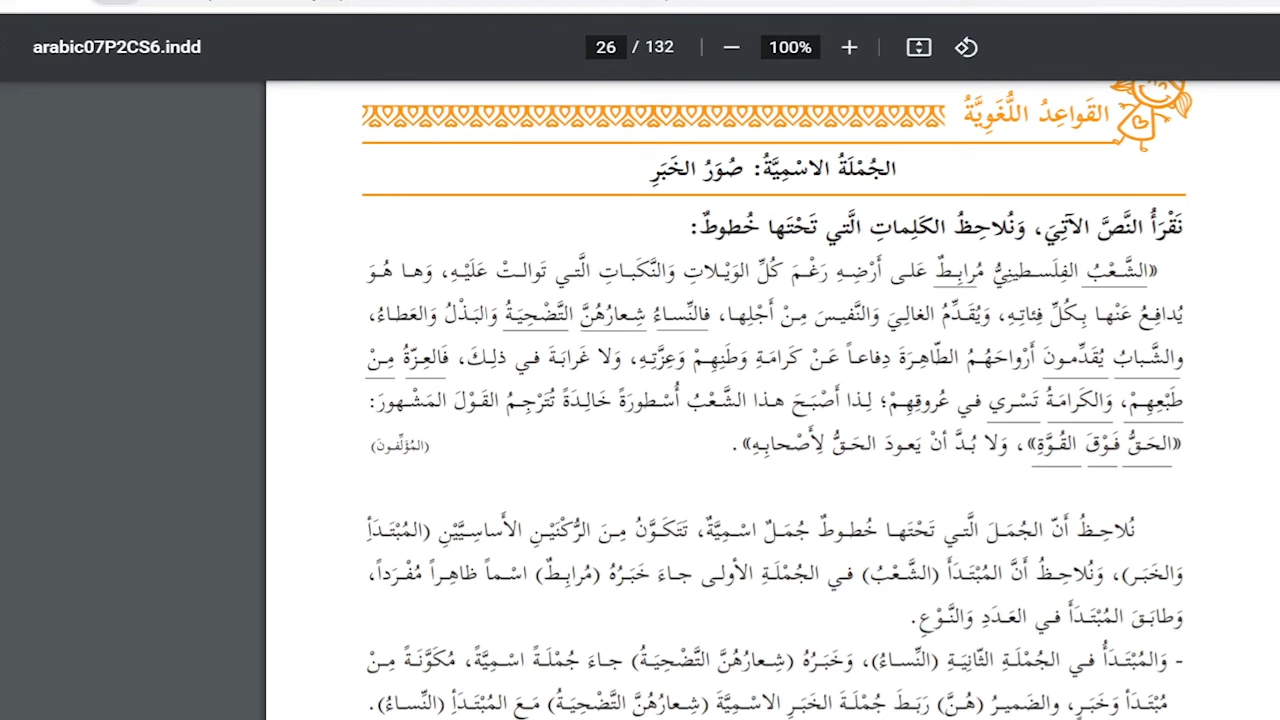 arabic07P2CS6.indd
26 / 132
100%
القَواعِدُ اللُّغَوِيَّةُ
الجُمْلَةُ الاسْمِيَّةُ: صُوَرُ الخَبَرِ
نَقْرَأُ النَّصَّ الآتِيَ، وَنُلاحِظُ الكَلِماتِ الَّتي تَحْتَها خُطوطٌ:
«الشَّعْبُ الفِلَسطينِيُّ مُرابِطٌ عَلى أَرْضِهِ رَغْمَ كُلِّ الوَيْلاتِ وَالنَّكَباتِ الَّتي تَوالَتْ عَلَيْهِ، وَها هُوَ
يُدافِعُ عَنْها بِكُلِّ فِئاتِهِ، وَيُقَدِّمُ الغالِيَ وَالنَّفيسَ مِنْ أَجْلِها، فالنِّساءُ شِعارُهُنَّ التَّضْحِيَةُ وَالبَذْلُ وَالعَطاءُ،
والشَّبابُ يُقَدِّمونَ أَرْواحَهُمُ الطّاهِرَةَ دِفاعاً عَنْ كَرامَةِ وَطَنِهِمْ وَعِزَّتِهِ، وَلا غَرابَةَ في ذلِكَ، فَالعِزّةُ مِنْ
طَبْعِهِمْ، وَالكَرامَةُ تَسْري في عُروقِهِمْ؛ لِذا أَصْبَحَ هذا الشَّعْبُ أُسْطورَةً خَالِدَةً تُتَرْجِمُ القَوْلَ المَشْهورَ:
«الحَقُّ فَوْقَ القُوَّةِ»، وَلا بُدَّ أنْ يَعودَ الحَقُّ لِأَصْحابِهِ». (المُؤَلِّفونَ)
نُلاحِظُ أَنّ الجُمَلَ الَّتي تَحْتَها خُطوطٌ جُمَلٌ اسْمِيَّةٌ، تَتَكَوَّنُ مِنَ الرُّكْنَيْنِ الأَساسِيَّيْنِ (المُبْتَدَأِ
وَالخَبَر)، وَنُلاحِظُ أَنَّ المُبْتَدَأَ (الشَّعْبُ) في الجُمْلَةِ الأولى جاءَ خَبَرُهُ (مُرابِطٌ) اسْماً ظاهِراً مُفْرَداً،
وَطابَقَ المُبْتَدَأَ في العَدَدِ وَالنَّوْعِ.
- وَالمُبْتَدَأُ في الجُمْلَةِ الثّانِيَةِ (النِّساءُ)، وَخَبَرُهُ (شِعارُهُنَّ التَّضْحِيَةُ) جاءَ جُمْلَةً اسْمِيَّةً، مُكَوَّنَةً مِنْ
مُبْتَدَأ وَخَبَرٍ، والضَميرُ (هُنَّ) رَبَطَ جُمْلَةَ الخَبَرِ الاسْمِيَّةَ (شِعارُهُنَّ التَّضْحِيَةُ) مَعَ المُبْتَدَأِ (النِّساءُ).